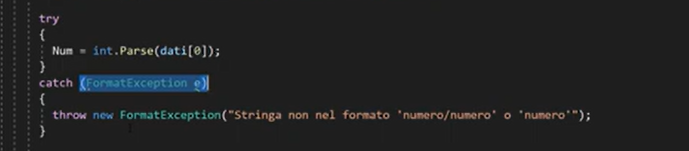 try
{
Num = int.Parse(dati[0]);
}
catch (FormatException e)
{
throw new FormatException("Stringa non nel formato 'numero/numero' o 'numero'");
}